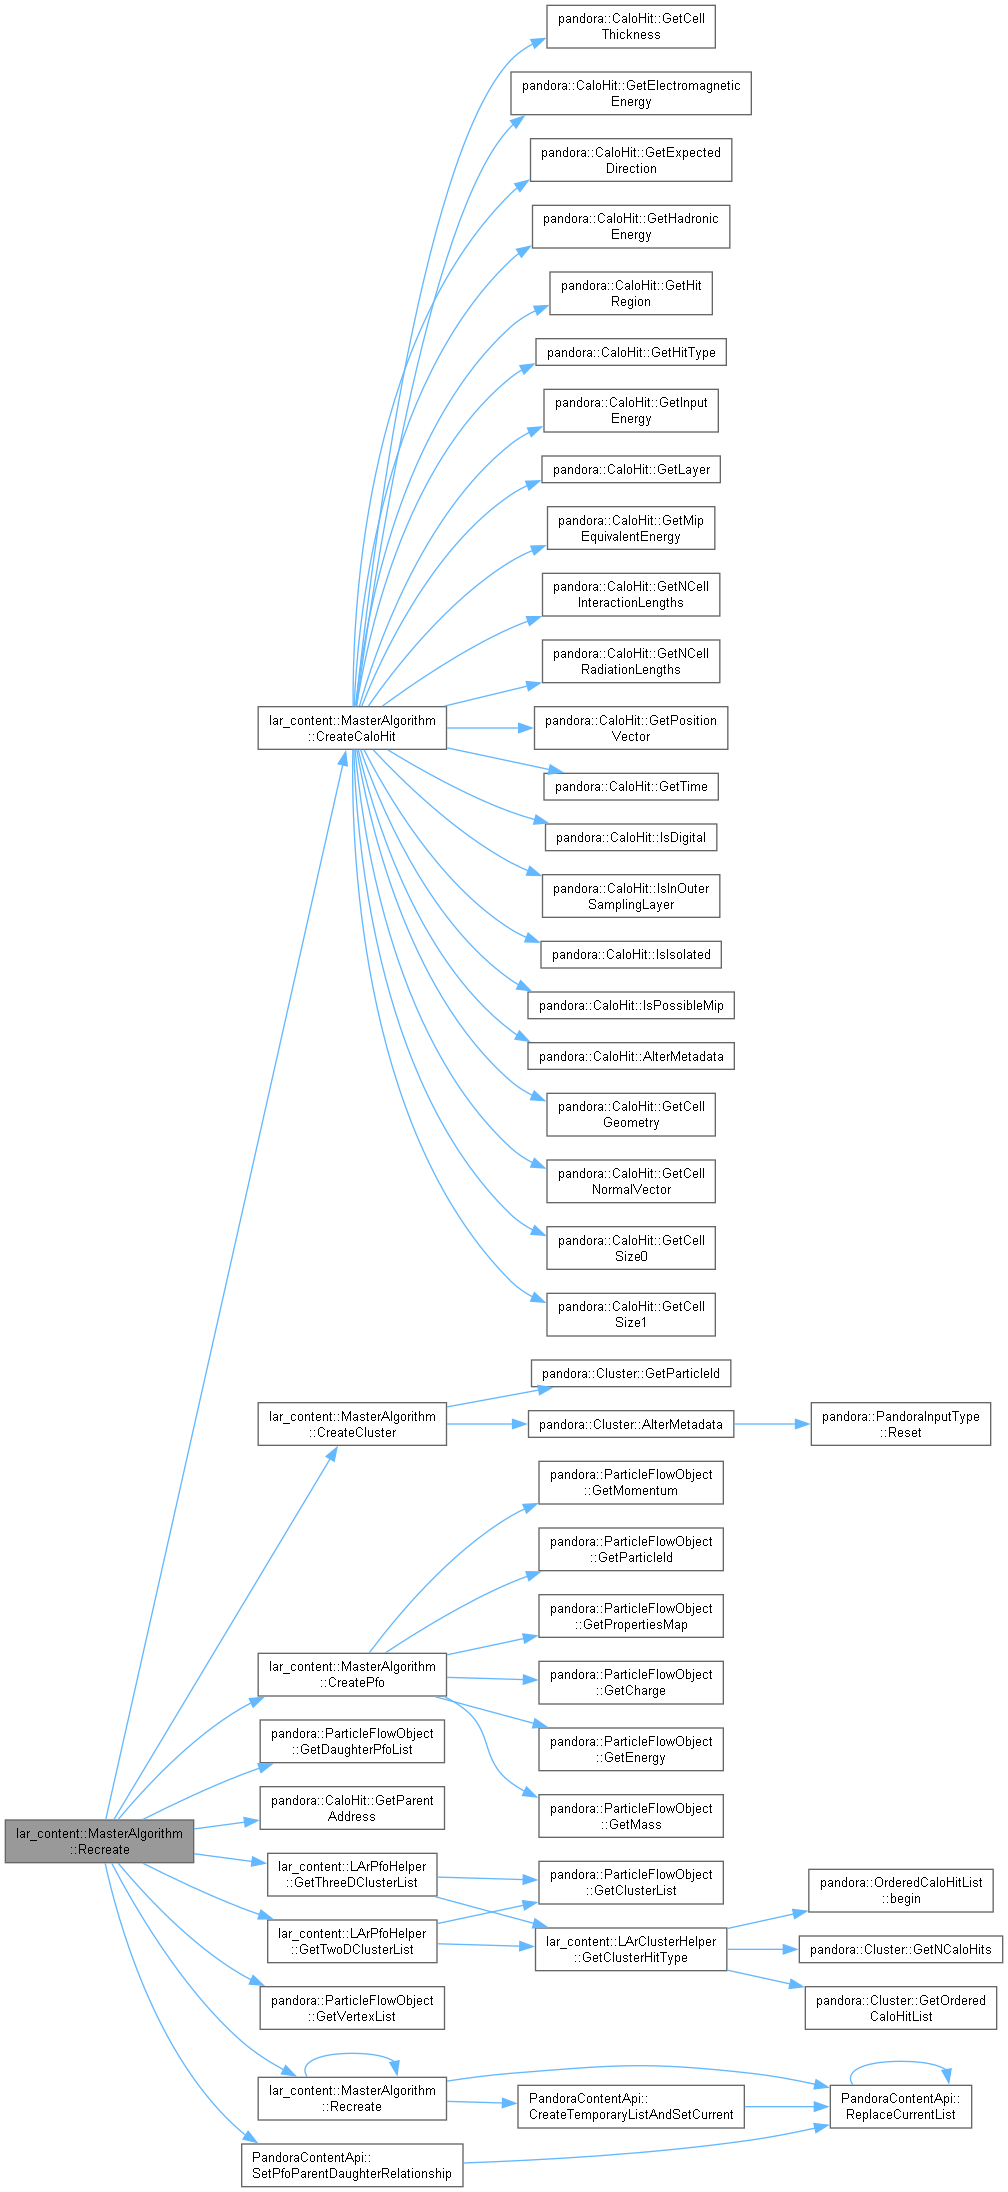 pandora::CaloHit::GetCell
Thickness
pandora::CaloHit::GetElectromagnetic
Energy
pandora::CaloHit::GetExpected
Direction
pandora::CaloHit::GetHadronic
Energy
pandora::CaloHit::GetHit
Region
pandora::CaloHit::GetHitType
pandora::CaloHit::GetInput
Energy
pandora::CaloHit::GetLayer
pandora::CaloHit::GetMip
EquivalentEnergy
pandora::CaloHit::GetNCell
InteractionLengths
pandora::CaloHit::GetNCell
RadiationLengths
lar_content::MasterAlgorithm
::CreateCaloHit
pandora::CaloHit::GetPosition
Vector
pandora::CaloHit::GetTime
pandora::CaloHit::IsDigital
pandora::CaloHit::IsInOuter
SamplingLayer
pandora::CaloHit::IsIsolated
pandora::CaloHit::IsPossibleMip
pandora::CaloHit::AlterMetadata
pandora::CaloHit::GetCell
Geometry
pandora::CaloHit::GetCell
NormalVector
pandora::CaloHit::GetCell
Size0
pandora::CaloHit::GetCell
Size1
pandora::Cluster::GetParticleId
lar_content::MasterAlgorithm
::CreateCluster
pandora::Cluster::AlterMetadata
pandora::PandoraInputType
::Reset
pandora::ParticleFlowObject
::GetMomentum
pandora::ParticleFlowObject
::GetParticleId
pandora::ParticleFlowObject
::GetPropertiesMap
lar_content::MasterAlgorithm
::CreatePfo
pandora::ParticleFlowObject
::GetCharge
pandora::ParticleFlowObject
::GetDaughterPfoList
pandora::ParticleFlowObject
::GetEnergy
pandora::CaloHit::GetParent
Address
pandora::ParticleFlowObject
::GetMass
lar_content::MasterAlgorithm
::Recreate
lar_content::LArPfoHelper
::GetThreeDClusterList
pandora::ParticleFlowObject
::GetClusterList
pandora::OrderedCaloHitList
::begin
lar_content::LArPfoHelper
::GetTwoDClusterList
lar_content::LArClusterHelper
::GetClusterHitType
pandora::Cluster::GetNCaloHits
pandora::ParticleFlowObject
::GetVertexList
pandora::Cluster::GetOrdered
CaloHitList
lar_content::MasterAlgorithm
::Recreate
PandoraContentApi::
CreateTemporaryListAndSetCurrent
PandoraContentApi::
ReplaceCurrentList
PandoraContentApi::
SetPfoParentDaughterRelationship